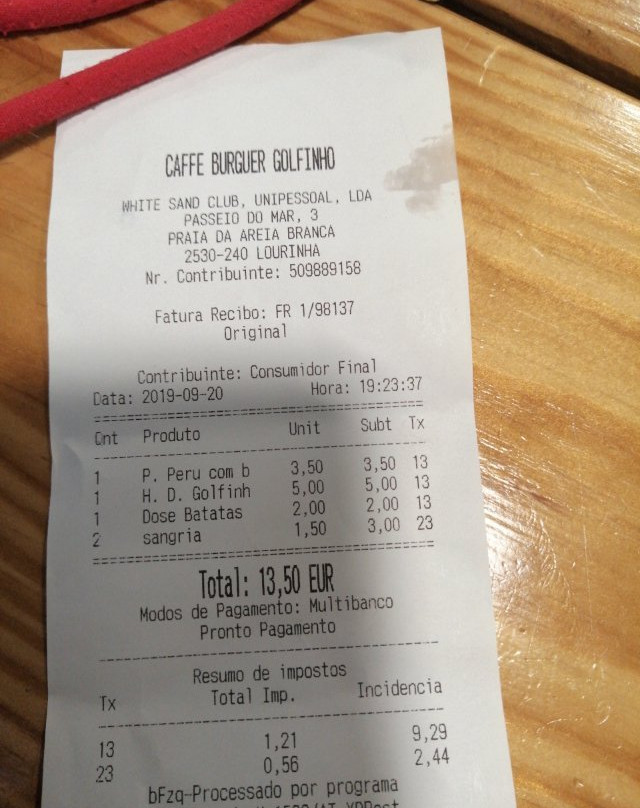 CAFFE BURGUER GOLFINHO
WHITE SAND CLUB, UNIPESSOAL, LDA
PASSEIO DO MAR, 3
PRAIA DA AREIA BRANCA
2530-240 LOURINHA
Nr. Contribuinte: 509889158
Fatura Recibo: FR 1/98137
Original
Contribuinte: Consumidor Final
Data: 2019-09-20 Hora: 19:23:37
Qnt Produto Unit Subt Tx
1 P. Peru com b 3,50 3,50 13
1 H. D. Golfinh 5,00 5,00 13
1 Dose Batatas 2,00 2,00 13
2 sangria 1,50 3,00 23
Total: 13,50 EUR
Modos de Pagamento: Multibanco
Pronto Pagamento
Resumo de impostos
Tx Total Imp. Incidencia
13 1,21 9,29
23 0,56 2,44
bFzq-Processado por programa